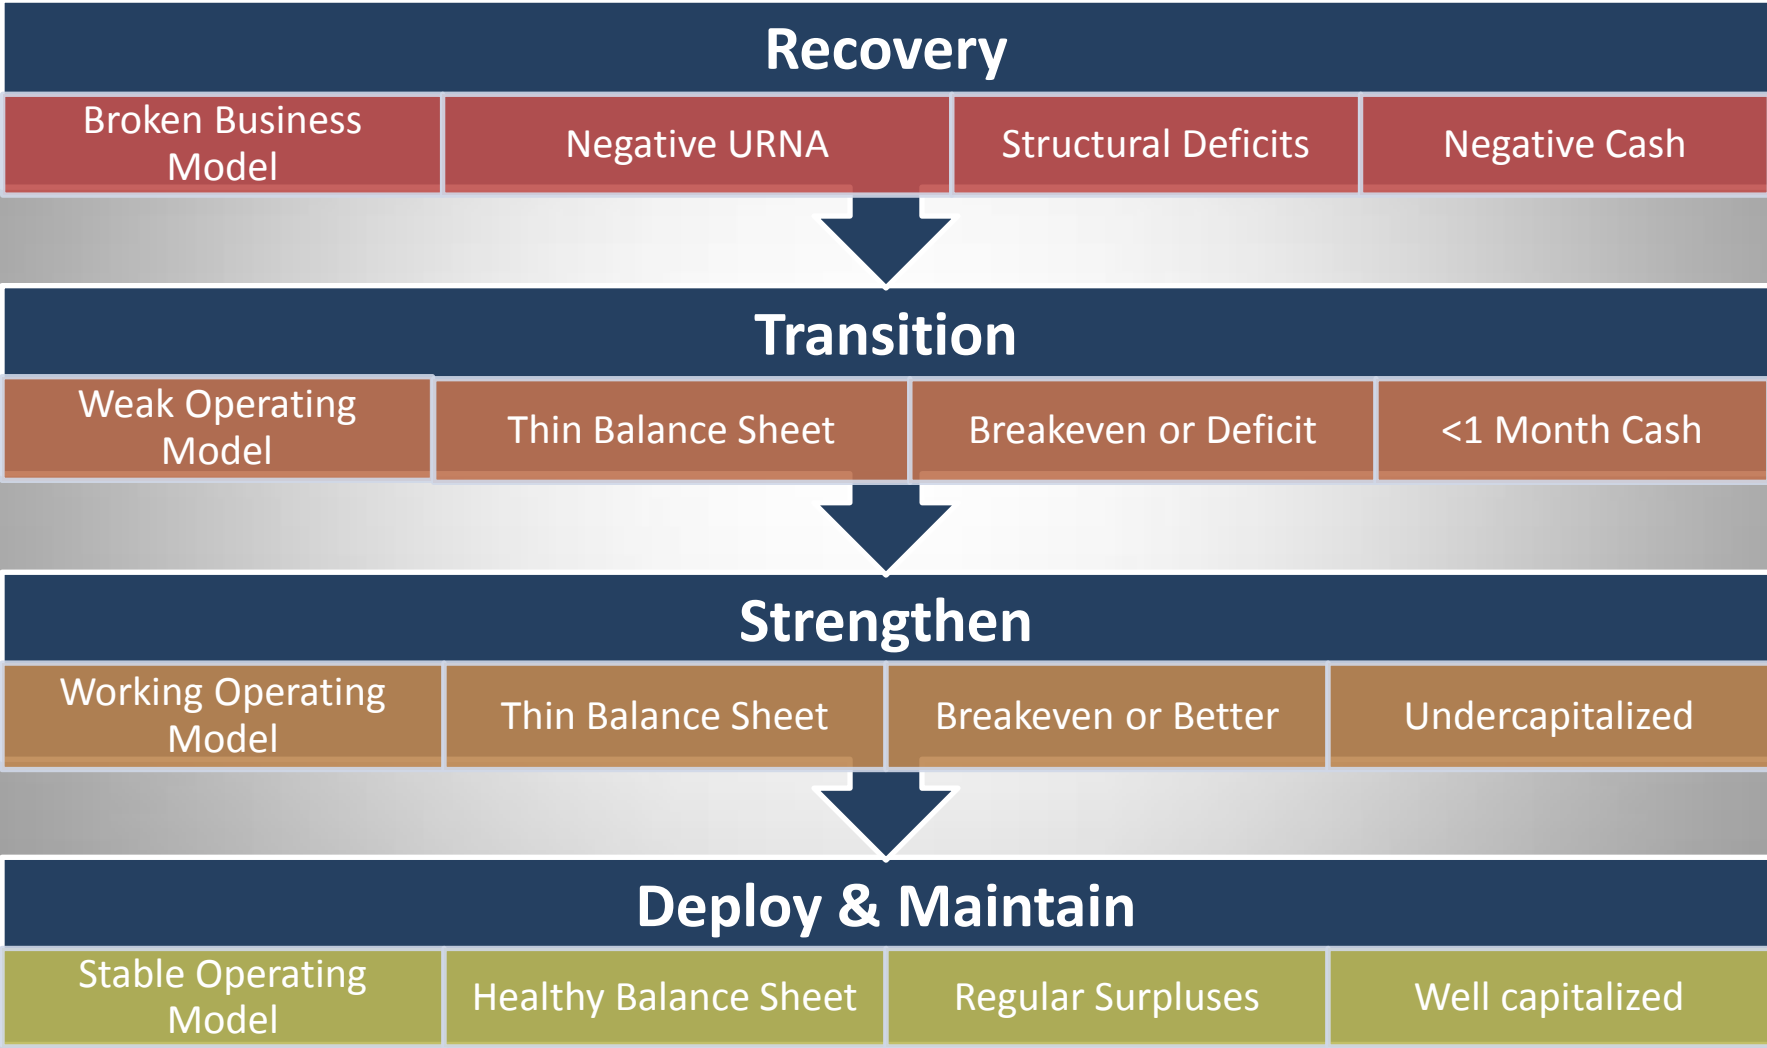 Recovery
Broken Business
Model
Negative URNA
Structural Deficits
Negative Cash
Transition
Weak Operating
Model
Thin Balance Sheet
Breakeven or Deficit
<1 Month Cash
Strengthen
Working Operating
Model
Thin Balance Sheet
Breakeven or Better
Undercapitalized
Deploy & Maintain
Stable Operating
Model
Healthy Balance Sheet
Regular Surpluses
Well capitalized